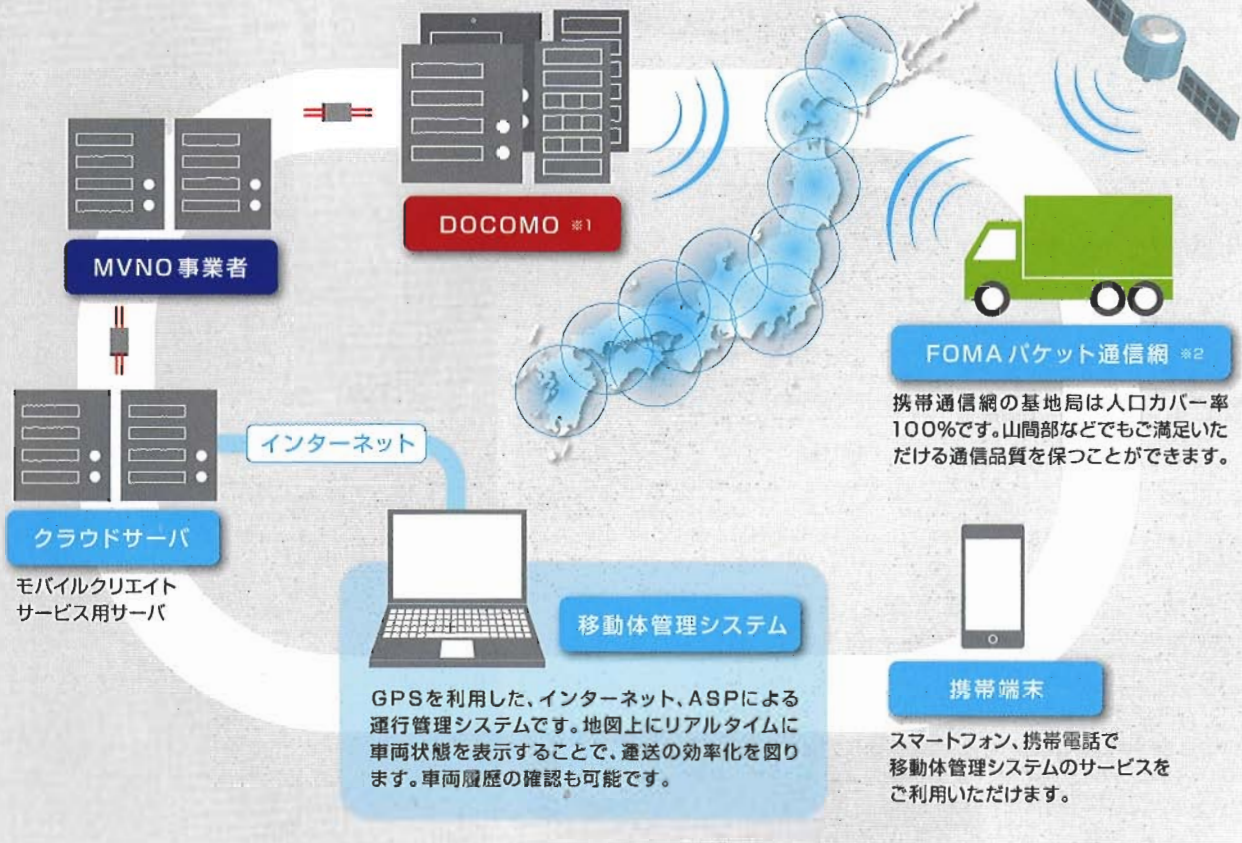 DOCOMO ※1
MVNO事業者
FOMAパケット通信網 ※2
携帯通信網の基地局は人口カバー率
100%です。山間部などでもご満足いた
だける通信品質を保つことができます。
インターネット
クラウドサーバ
モバイルクリエイト
サービス用サーバ
移動体管理システム
GPSを利用した、インターネット、ASPによる
運行管理システムです。地図上にリアルタイムに
車両状態を表示することで、運送の効率化を図り
ます。車両履歴の確認も可能です。
携帯端末
スマートフォン、携帯電話で
移動体管理システムのサービスを
ご利用いただけます。